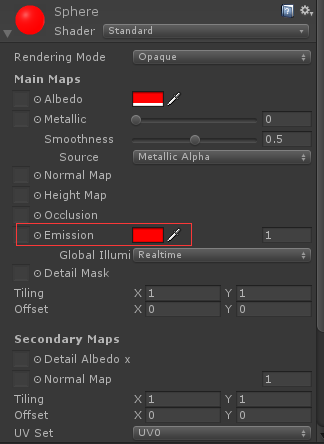 Sphere
Shader Standard
Rendering Mode Opaque
Main Maps
Albedo
Metallic 0
Smoothness 0.5
Source Metallic Alpha
Normal Map
Height Map
Occlusion
Emission 1
Global Illumi Realtime
Detail Mask
Tiling X 1 Y 1
Offset X 0 Y 0
Secondary Maps
Detail Albedo x
Normal Map 1
Tiling X 1 Y 1
Offset X 0 Y 0
UV Set UV0